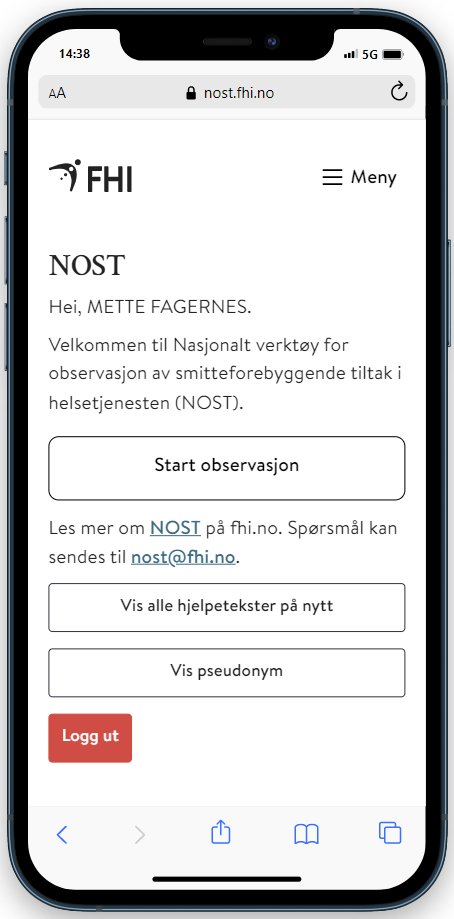 14:38
5G
AA
nost.fhi.no
FHI
Meny
NOST
Hei, METTE FAGERNES.
Velkommen til Nasjonalt verktøy for
observasjon av smitteforebyggende tiltak i
helsetjenesten (NOST).
Start observasjon
Les mer om NOST på fhi.no. Spørsmål kan
sendes til nost@fhi.no.
Vis alle hjelpetekster på nytt
Vis pseudonym
Logg ut